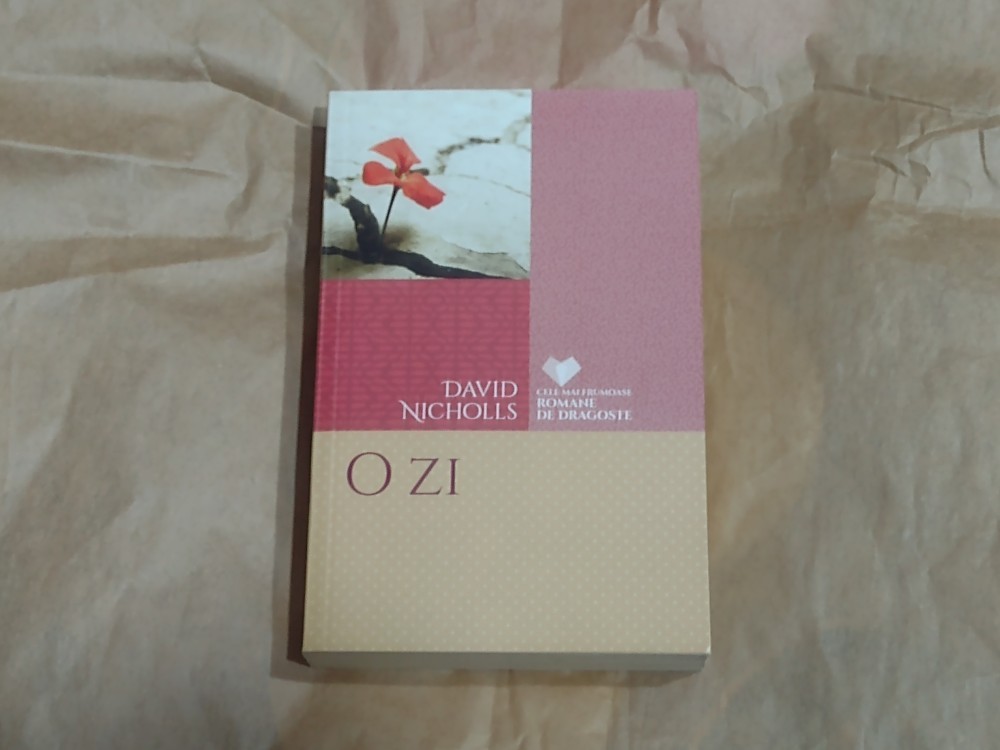 DAVID
NICHOLLS
CELE MAI FRUMOASE
ROMANE
DE DRAGOSTE
O ZI